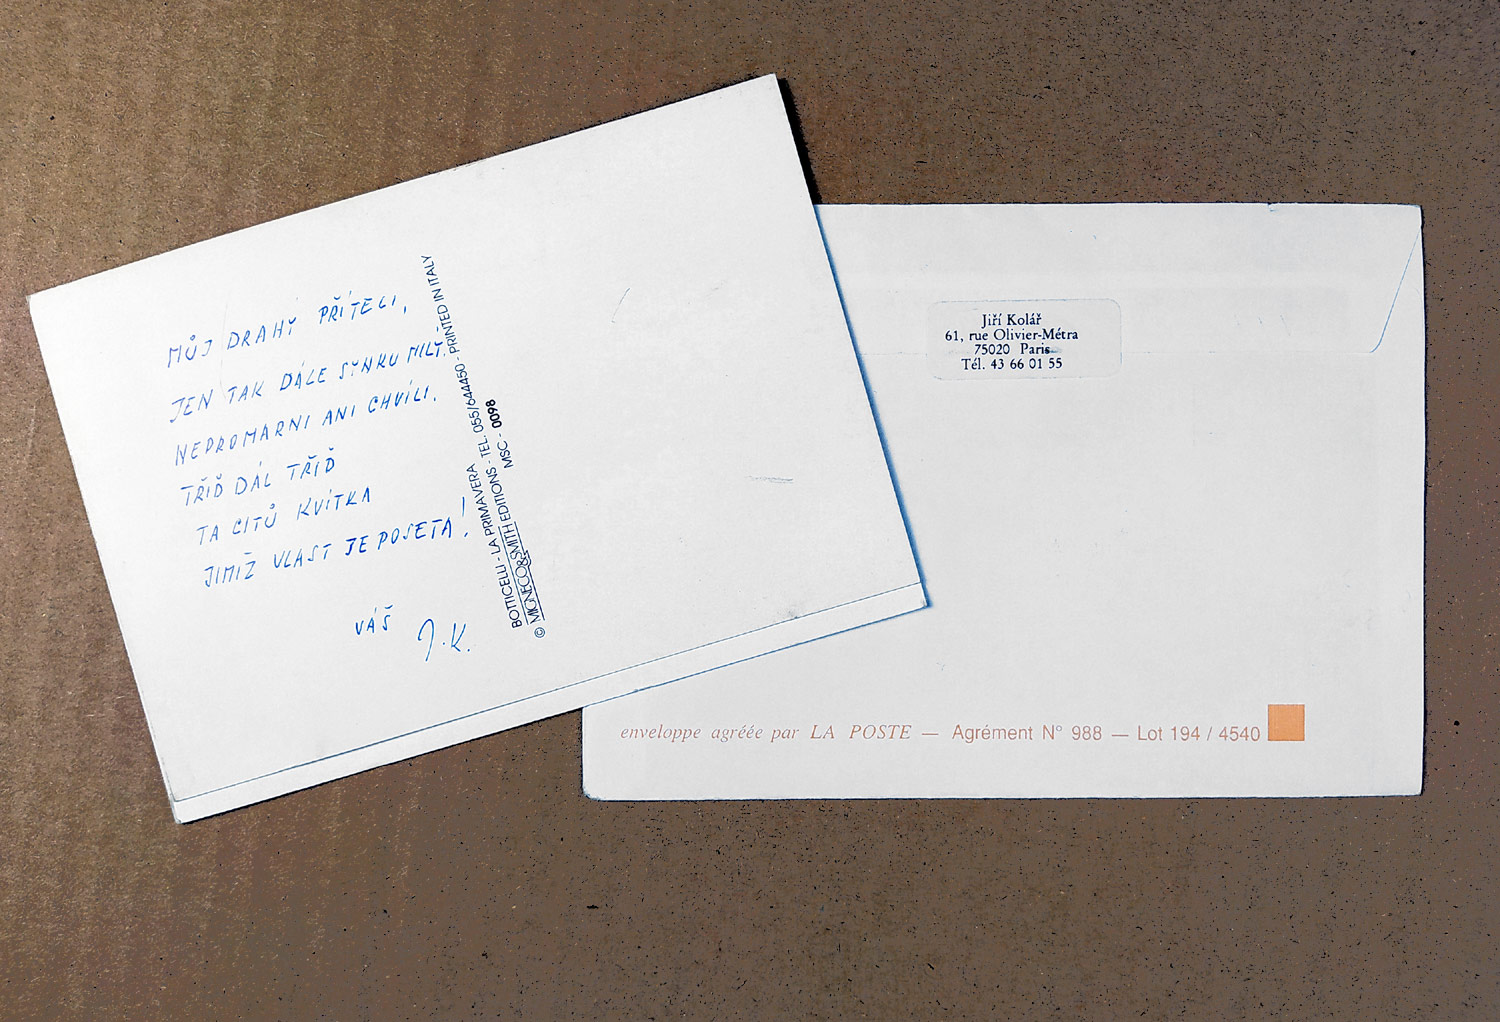 MŮJ DRAHÝ PŘÍTELI,
JEN TAK DÁLE SYNKU MILÝ.
NEPROMARNI ANI CHVÍLI.
TŘIĎ DÁL TŘIĎ
TA CITŮ KVÍTKA
JIMIŽ VLAST JE POSETA!
VÁŠ
J.K.
BOTTICELLI - LA PRIMAVERA
© MIGNECO&SMITH EDITIONS - TEL. 055/644450 - PRINTED IN ITALY
MSC - 0098
Jiří Kolář
61, rue Olivier-Métra
75020 Paris
Tél. 43 66 01 55
enveloppe agréée par LA POSTE — Agrément N° 988 — Lot 194 / 4540